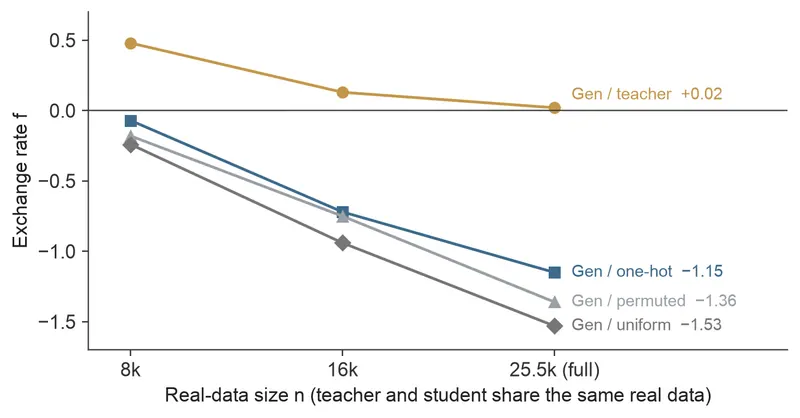 0.5
Gen / teacher +0.02
0.0
−0.5
Exchange rate f
−1.0
Gen / one-hot −1.15
Gen / permuted −1.36
−1.5
Gen / uniform −1.53
8k
16k
25.5k (full)
Real-data size n (teacher and student share the same real data)